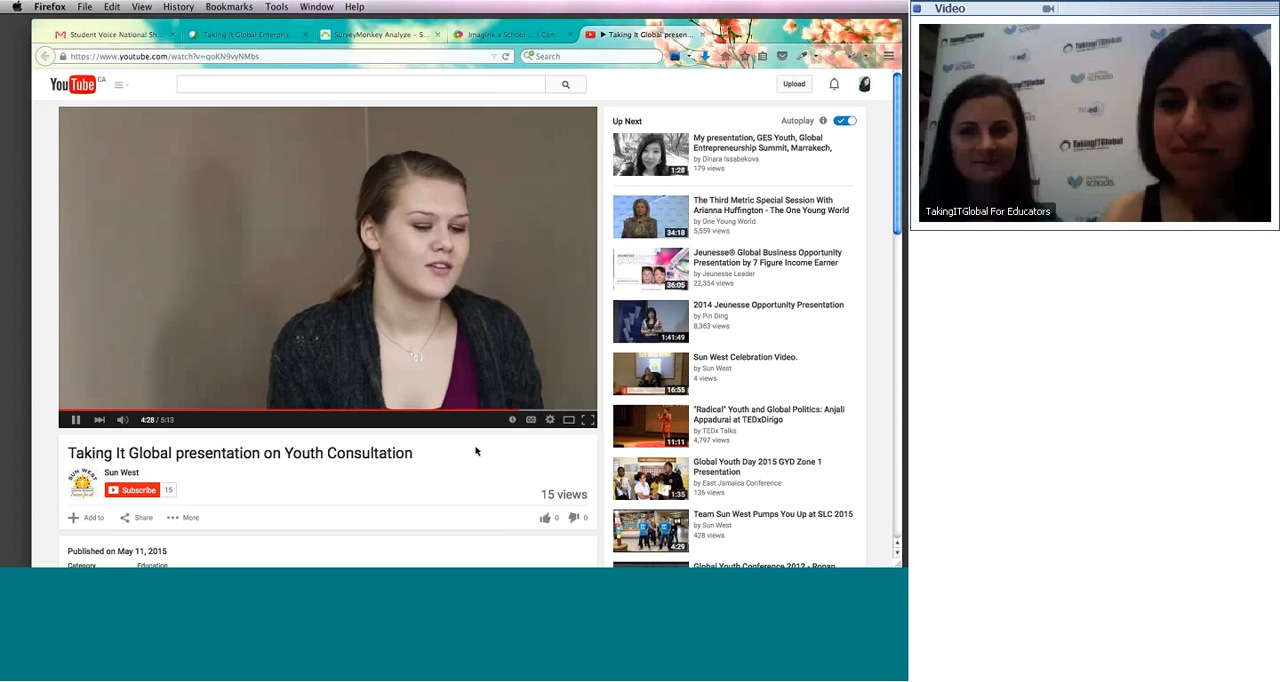 Firefox File Edit View History Bookmarks Tools Window Help
Student Voice National Sh...
Taking It Global Enterpris...
SurveyMonkey Analyze - S...
Imagine a School ... | Can...
▶ Taking It Global presen...
https://www.youtube.com/watch?v=qoKN9vyNMbs
Search
YouTube CA
Upload
4:28 / 5:13
Taking It Global presentation on Youth Consultation
SUN WEST
Sun West
Subscribe 15
15 views
Add to Share More
0 0
Published on May 11, 2015
Category Education
Up Next
Autoplay
My presentation, GES Youth, Global
Entrepreneurship Summit, Marrakech,
by Dinara Issabekova
179 views
1:28
The Third Metric Special Session With
Arianna Huffington - The One Young World
by One Young World
5,559 views
34:18
Jeunesse® Global Business Opportunity
Presentation by 7 Figure Income Earner
by Jeunesse Leader
22,354 views
36:05
2014 Jeunesse Opportunity Presentation
by Pin Ding
8,363 views
1:41:49
Sun West Celebration Video.
by Sun West
4 views
16:55
"Radical" Youth and Global Politics: Anjali
Appadurai at TEDxDirigo
by TEDx Talks
4,797 views
11:11
Global Youth Day 2015 GYD Zone 1
Presentation
by East Jamaica Conference
136 views
1:35
Team Sun West Pumps You Up at SLC 2015
by Sun West
428 views
4:29
Global Youth Conference 2012 - Ronan
Video
schools
TakingITGlobal
schools
TakingITGlobal For Educators